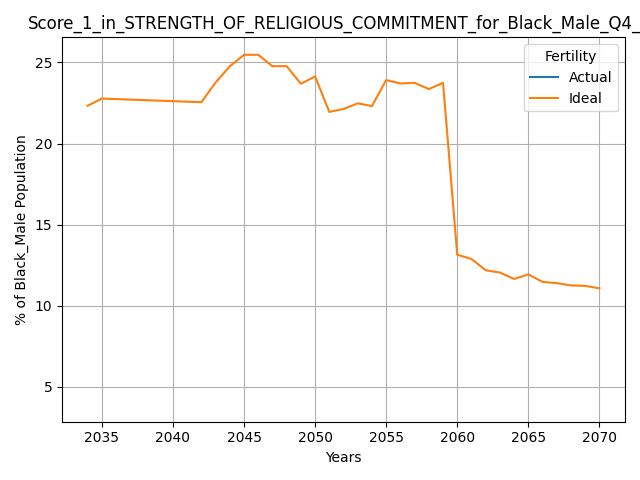 Score_1_in_STRENGTH_OF_RELIGIOUS_COMMITMENT_for_Black_Male_Q4_
Fertility
Actual
Ideal
% of Black_Male Population
25
20
15
10
5
2035 2040 2045 2050 2055 2060 2065 2070
Years